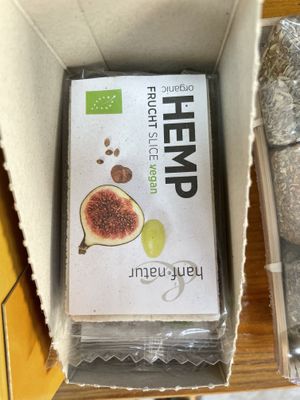 HEMP
organic
FRUCHT SLICE vegan
hanf & natur